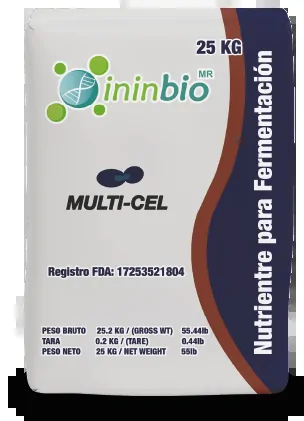 25 KG
ininbio MR
MULTI-CEL
Registro FDA: 17253521804
PESO BRUTO 25.2 KG / (GROSS WT) 55.44lb
TARA 0.2 KG / (TARE) 0.44lb
PESO NETO 25 KG / NET WEIGHT 55lb
Nutrientre para Fermentación